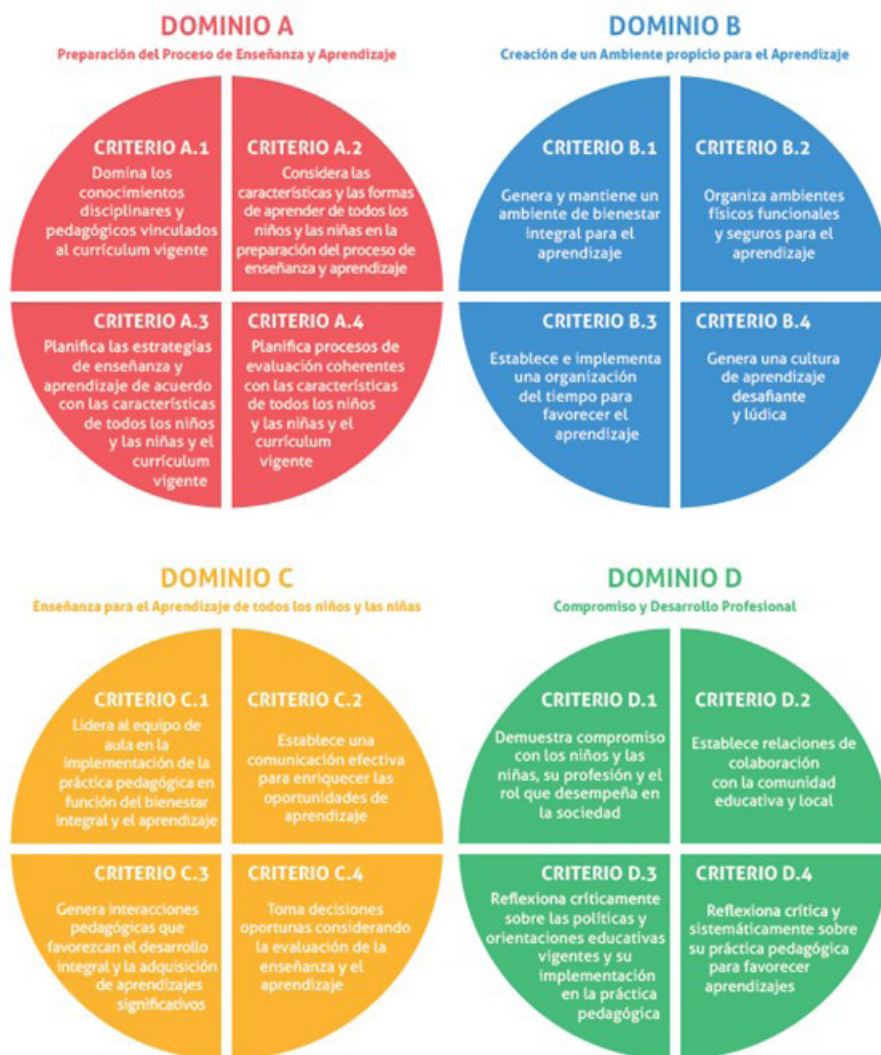 DOMINIO A
Preparación del Proceso de Enseñanza y Aprendizaje
CRITERIO A.1
Domina los
conocimientos
disciplinares y
pedagógicos vinculados
al currículum vigente
CRITERIO A.2
Considera las
características y las formas
de aprender de todos los
niños y las niñas en la
preparación del proceso de
enseñanza y aprendizaje
CRITERIO A.3
Planifica las estrategias
de enseñanza y
aprendizaje de acuerdo
con las características
de todos los niños
y las niñas y el
currículum
vigente
CRITERIO A.4
Planifica procesos de
evaluación coherentes
con las características
de todos los niños
y las niñas y el
currículum
vigente
DOMINIO B
Creación de un Ambiente propicio para el Aprendizaje
CRITERIO B.1
Genera y mantiene un
ambiente de bienestar
integral para el
aprendizaje
CRITERIO B.2
Organiza ambientes
físicos funcionales
y seguros para el
aprendizaje
CRITERIO B.3
Establece e implementa
una organización
del tiempo para
favorecer el
aprendizaje
CRITERIO B.4
Genera una cultura
de aprendizaje
desafiante
y lúdica
DOMINIO C
Enseñanza para el Aprendizaje de todos los niños y las niñas
CRITERIO C.1
Lidera al equipo de
aula en la
implementación de la
práctica pedagógica en
función del bienestar
integral y el aprendizaje
CRITERIO C.2
Establece una
comunicación efectiva
para enriquecer las
oportunidades de
aprendizaje
CRITERIO C.3
Genera interacciones
pedagógicas que
favorezcan el desarrollo
integral y la adquisición
de aprendizajes
significativos
CRITERIO C.4
Toma decisiones
oportunas considerando
la evaluación de la
enseñanza y el
aprendizaje
DOMINIO D
Compromiso y Desarrollo Profesional
CRITERIO D.1
Demuestra compromiso
con los niños y las
niñas, su profesión y el
rol que desempeña en
la sociedad
CRITERIO D.2
Establece relaciones de
colaboración
con la comunidad
educativa y local
CRITERIO D.3
Reflexiona críticamente
sobre las políticas y
orientaciones educativas
vigentes y su
implementación
en la práctica
pedagógica
CRITERIO D.4
Reflexiona crítica y
sistemáticamente sobre
su práctica pedagógica
para favorecer
aprendizajes